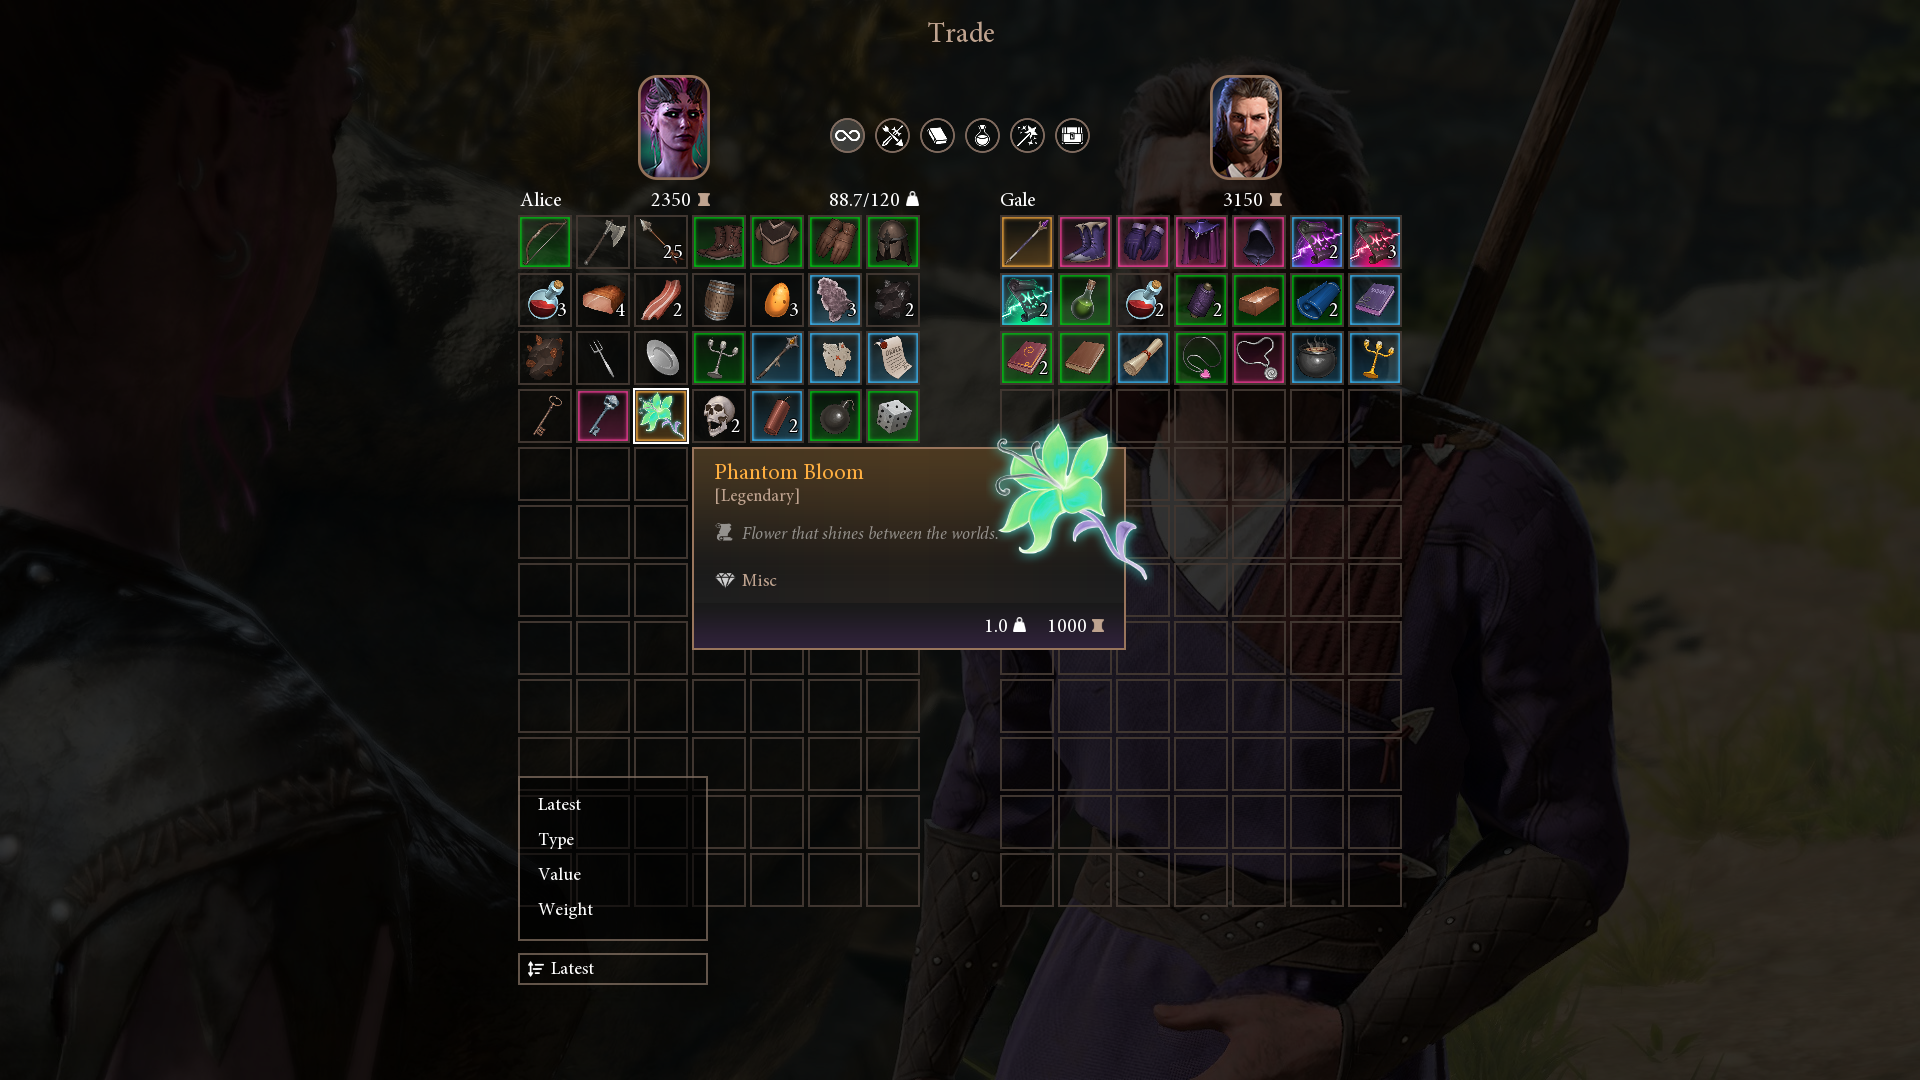 Trade
Alice 2350 88.7/120
Gale 3150
25
2 3
3 4 2 3 3 2
2 2 2 2
2
2 2
Phantom Bloom
[Legendary]
Flower that shines between the worlds.
Misc
1.0 1000
Latest
Type
Value
Weight
Latest